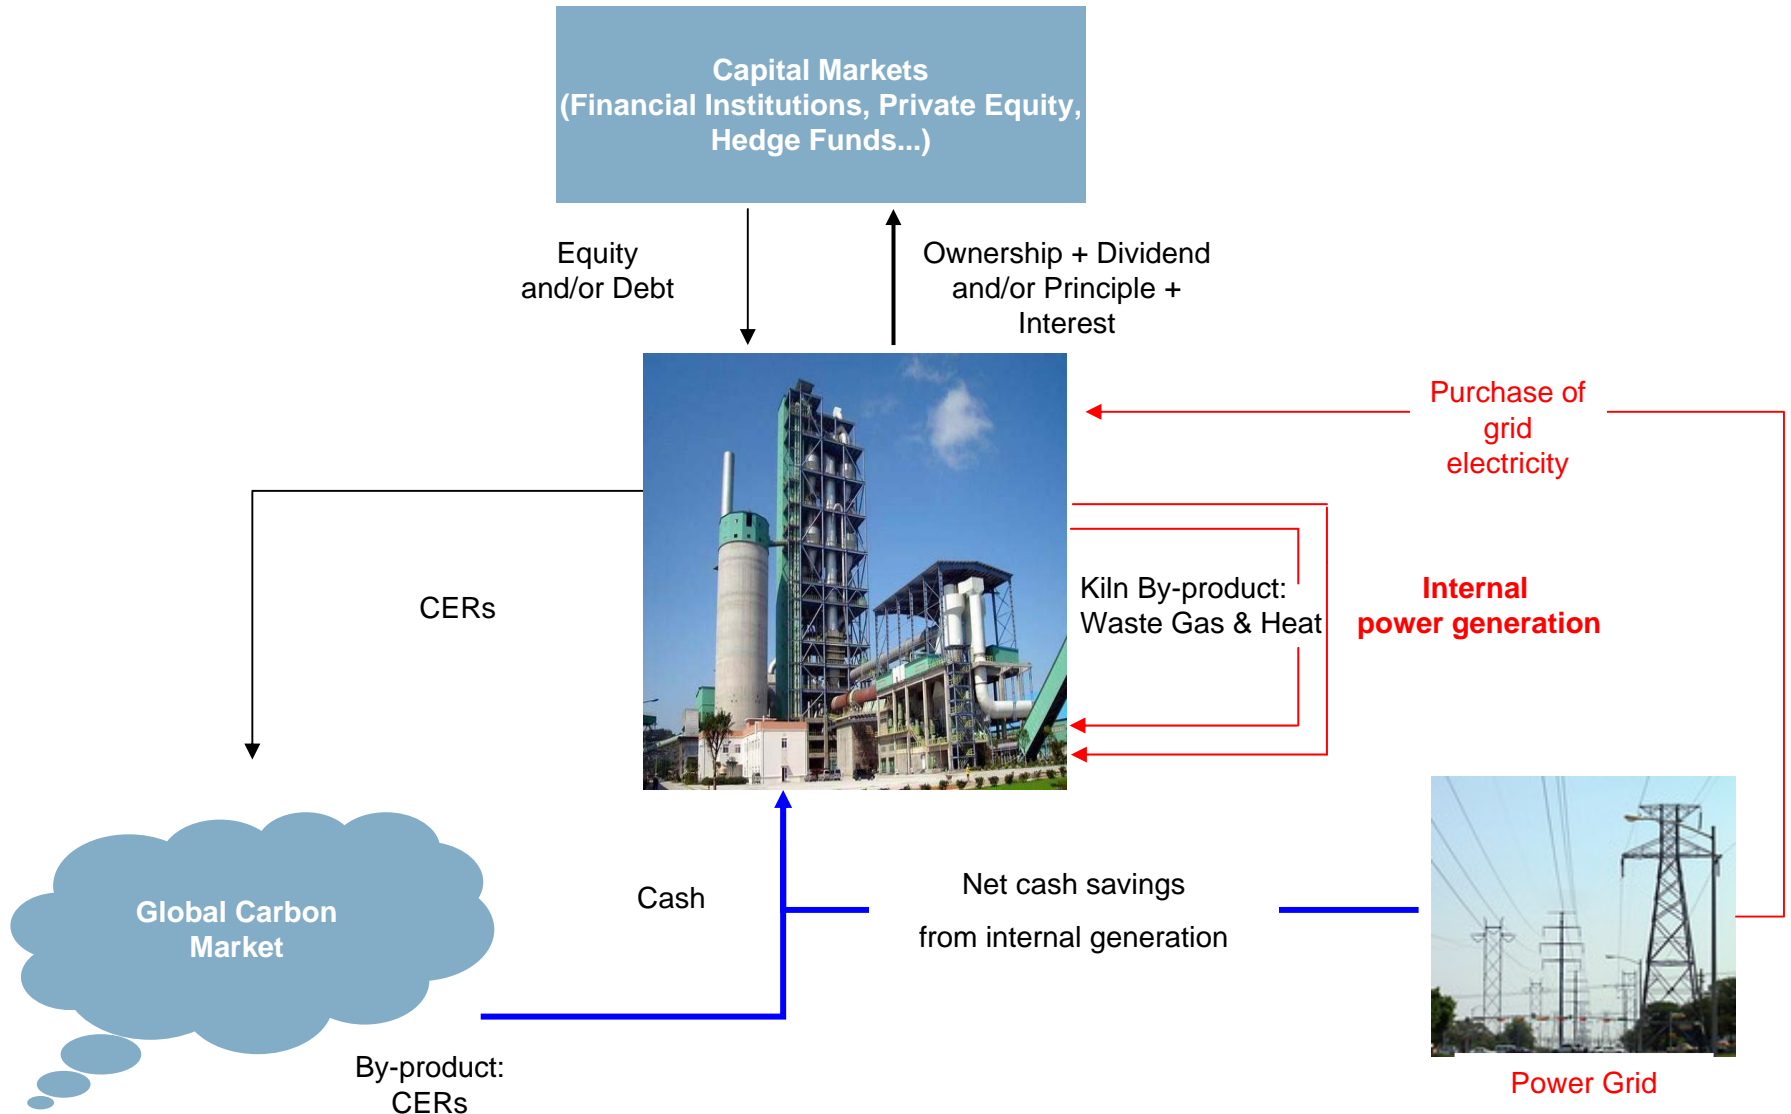 Capital Markets
(Financial Institutions, Private Equity,
Hedge Funds...)
Equity
and/or Debt
Ownership + Dividend
and/or Principle +
Interest
Purchase of
grid
electricity
CERs
Kiln By-product:
Waste Gas & Heat
Internal
power generation
Global Carbon
Market
Cash
Net cash savings
from internal generation
By-product:
CERs
Power Grid